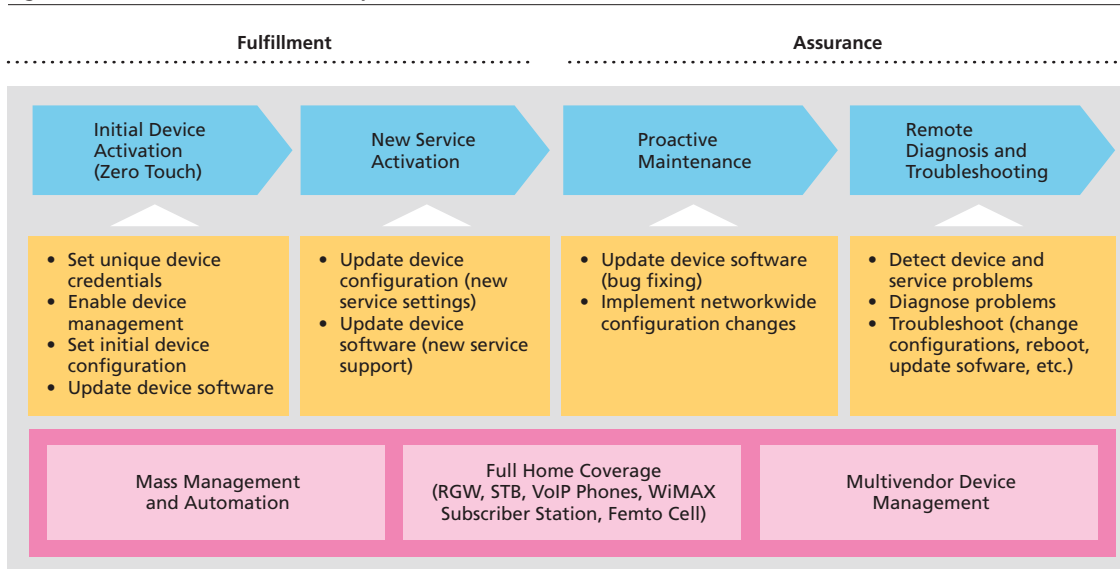 Fulfillment
Assurance
Initial Device
Activation
(Zero Touch)
New Service
Activation
Proactive
Maintenance
Remote
Diagnosis and
Troubleshooting
• Set unique device
credentials
• Enable device
management
• Set initial device
configuration
• Update device software
• Update device
configuration (new
service settings)
• Update device
software (new service
support)
• Update device software
(bug fixing)
• Implement networkwide
configuration changes
• Detect device and
service problems
• Diagnose problems
• Troubleshoot (change
configurations, reboot,
update sofware, etc.)
Mass Management
and Automation
Full Home Coverage
(RGW, STB, VoIP Phones, WiMAX
Subscriber Station, Femto Cell)
Multivendor Device
Management